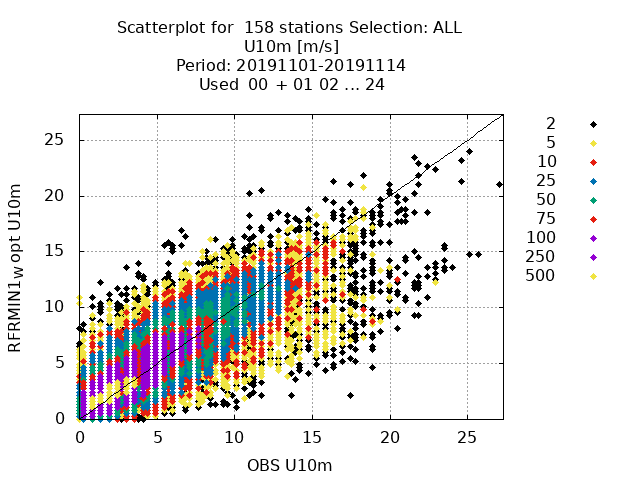 Scatterplot for 158 stations Selection: ALL
U10m [m/s]
Period: 20191101-20191114
Used 00 + 01 02 ... 24
25
20
15
10
5
0
0 5 10 15 20 25
RFRMIN1_W opt U10m
OBS U10m
2
5
10
25
50
75
100
250
500